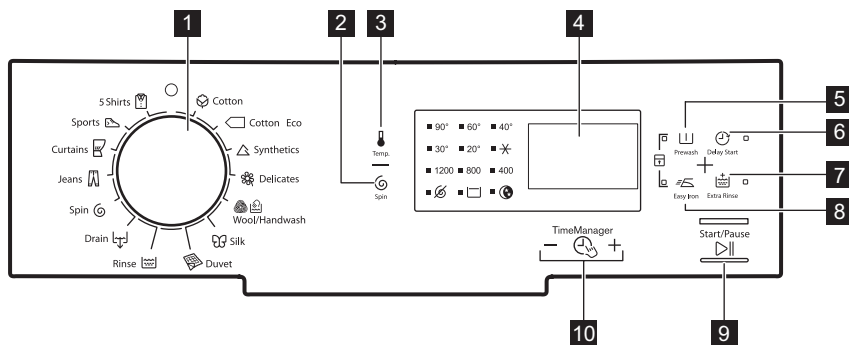 1
2
3
4
5
6
7
8
9
10
5 Shirts
Sports
Curtains
Jeans
Spin
Drain
Rinse
Cotton
Cotton Eco
Synthetics
Delicates
Wool/Handwash
Silk
Duvet
Temp.
Spin
90° 60° 40°
30° 20°
1200 800 400
TimeManager
− +
Prewash
Delay Start
+
Easy Iron
Extra Rinse
Start/Pause